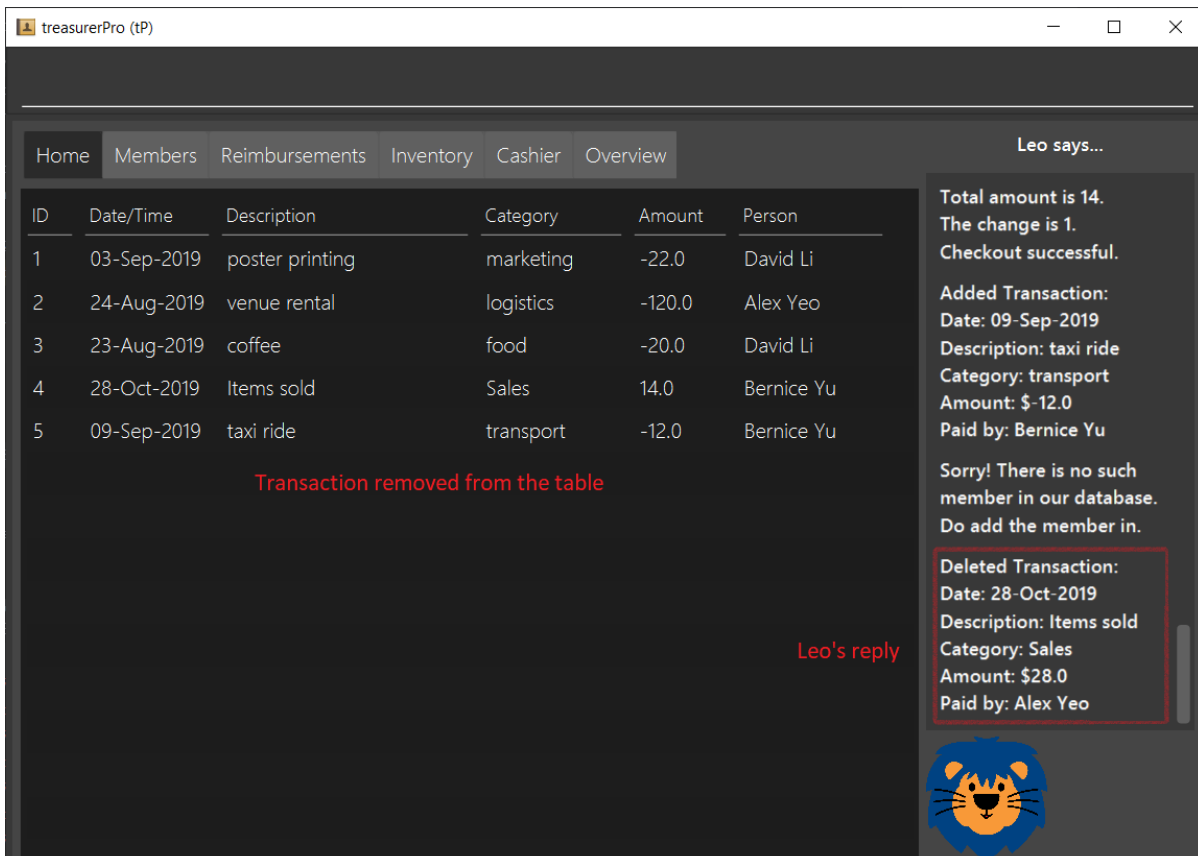 treasurerPro (tP)
Home Members Reimbursements Inventory Cashier Overview
ID Date/Time Description Category Amount Person
1 03-Sep-2019 poster printing marketing -22.0 David Li
2 24-Aug-2019 venue rental logistics -120.0 Alex Yeo
3 23-Aug-2019 coffee food -20.0 David Li
4 28-Oct-2019 Items sold Sales 14.0 Bernice Yu
5 09-Sep-2019 taxi ride transport -12.0 Bernice Yu
Transaction removed from the table
Leo's reply
Leo says...
Total amount is 14.
The change is 1.
Checkout successful.
Added Transaction:
Date: 09-Sep-2019
Description: taxi ride
Category: transport
Amount: $-12.0
Paid by: Bernice Yu
Sorry! There is no such
member in our database.
Do add the member in.
Deleted Transaction:
Date: 28-Oct-2019
Description: Items sold
Category: Sales
Amount: $28.0
Paid by: Alex Yeo